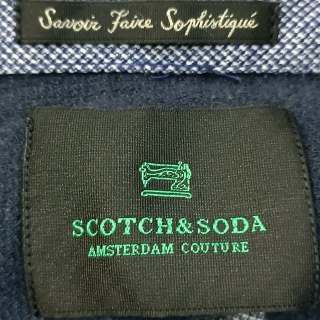 Savoir Faire Sophistiqué
SCOTCH&SODA
AMSTERDAM COUTURE